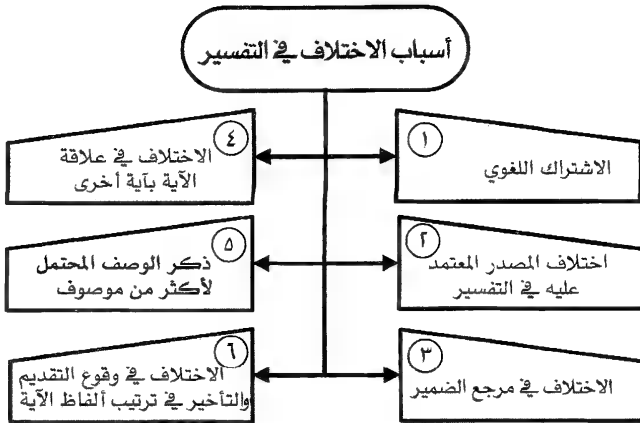 أسباب الاختلاف في التفسير
١
الاشتراك اللغوي
٢
اختلاف المصدر المعتمد
عليه في التفسير
٣
الاختلاف في مرجع الضمير
٤
الاختلاف في علاقة
الآية بآية أخرى
٥
ذكر الوصف المحتمل
لأكثر من موصوف
٦
الاختلاف في وقوع التقديم
والتأخير في ترتيب ألفاظ الآية